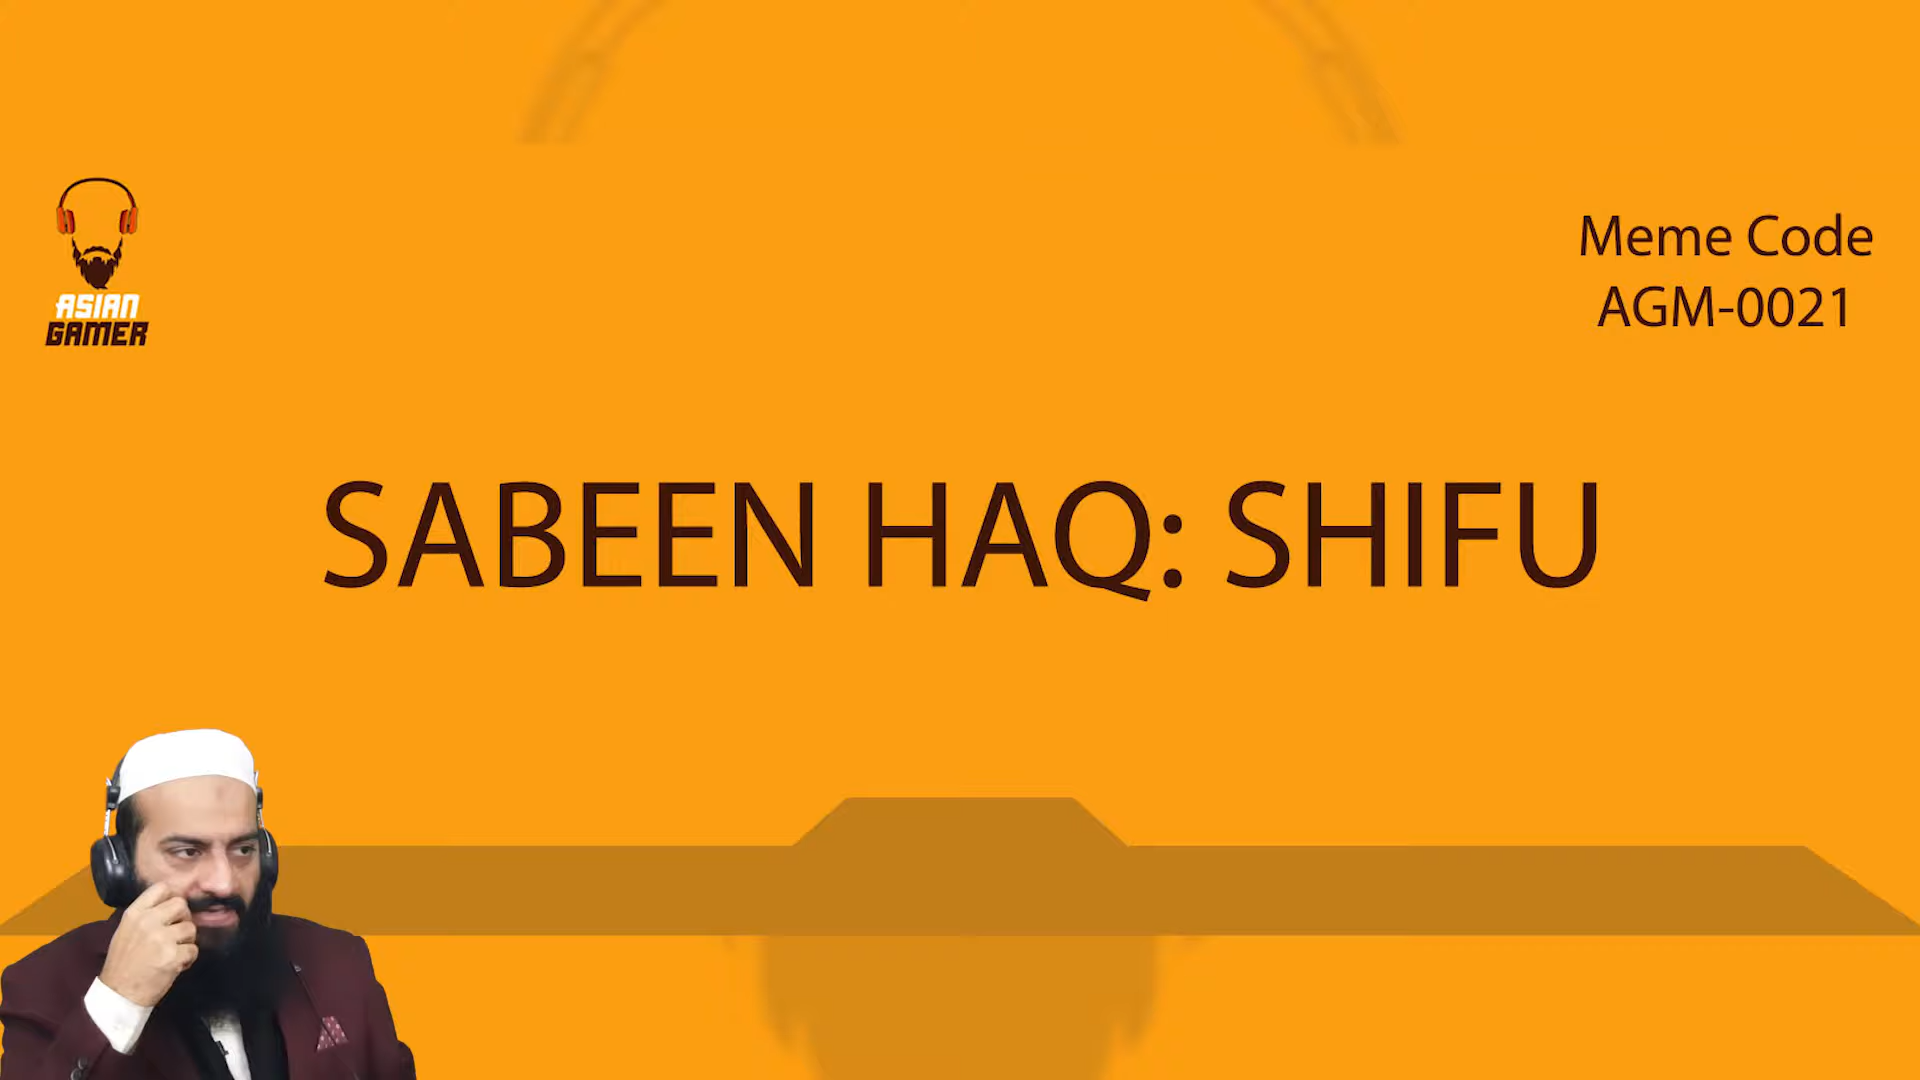 ASIAN
GAMER
Meme Code
AGM-0021
SABEEN HAQ: SHIFU